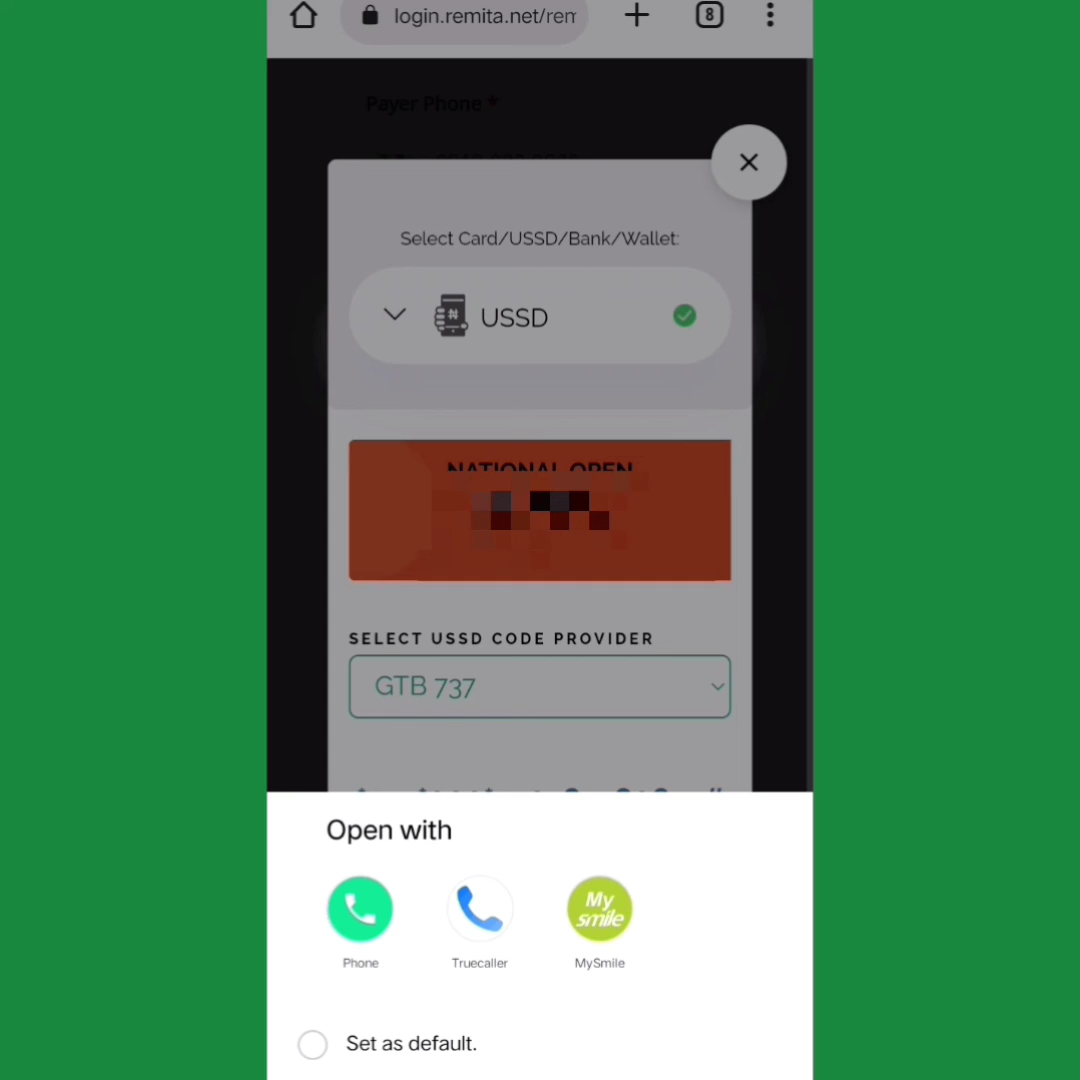 login.remita.net/rem
8
Payer Phone *
Select Card/USSD/Bank/Wallet:
USSD
NATIONAL OPEN
SELECT USSD CODE PROVIDER
GTB 737
Open with
My
smile
Phone
Truecaller
MySmile
Set as default.